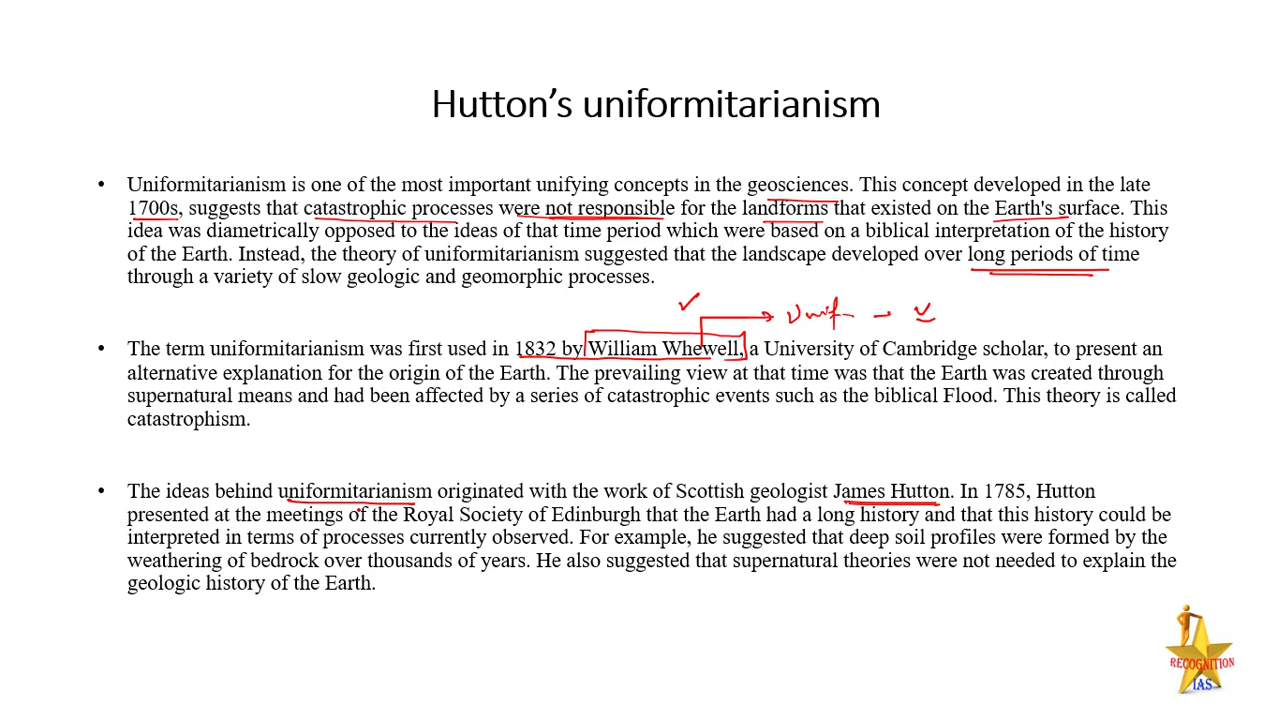 Hutton's uniformitarianism
• Uniformitarianism is one of the most important unifying concepts in the geosciences. This concept developed in the late
1700s, suggests that catastrophic processes were not responsible for the landforms that existed on the Earth's surface. This
idea was diametrically opposed to the ideas of that time period which were based on a biblical interpretation of the history
of the Earth. Instead, the theory of uniformitarianism suggested that the landscape developed over long periods of time
through a variety of slow geologic and geomorphic processes.
Unif
• The term uniformitarianism was first used in 1832 by William Whewell, a University of Cambridge scholar, to present an
alternative explanation for the origin of the Earth. The prevailing view at that time was that the Earth was created through
supernatural means and had been affected by a series of catastrophic events such as the biblical Flood. This theory is called
catastrophism.
• The ideas behind uniformitarianism originated with the work of Scottish geologist James Hutton. In 1785, Hutton
presented at the meetings of the Royal Society of Edinburgh that the Earth had a long history and that this history could be
interpreted in terms of processes currently observed. For example, he suggested that deep soil profiles were formed by the
weathering of bedrock over thousands of years. He also suggested that supernatural theories were not needed to explain the
geologic history of the Earth.
RECOGNITION
IAS